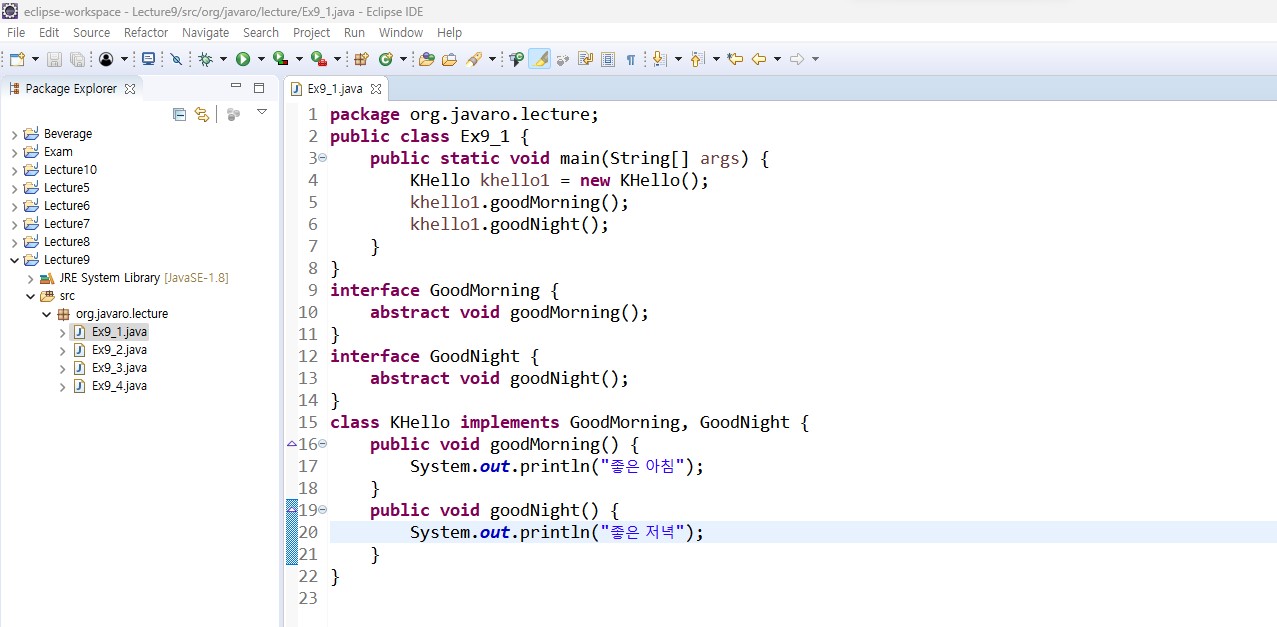 eclipse-workspace - Lecture9/src/org/javaro/lecture/Ex9_1.java - Eclipse IDE
File Edit Source Refactor Navigate Search Project Run Window Help
Package Explorer
Beverage
Exam
Lecture10
Lecture5
Lecture6
Lecture7
Lecture8
Lecture9
JRE System Library [JavaSE-1.8]
src
org.javaro.lecture
Ex9_1.java
Ex9_2.java
Ex9_3.java
Ex9_4.java
Ex9_1.java
1 package org.javaro.lecture;
2 public class Ex9_1 {
3 public static void main(String[] args) {
4 KHello khello1 = new KHello();
5 khello1.goodMorning();
6 khello1.goodNight();
7 }
8 }
9 interface GoodMorning {
10 abstract void goodMorning();
11 }
12 interface GoodNight {
13 abstract void goodNight();
14 }
15 class KHello implements GoodMorning, GoodNight {
16 public void goodMorning() {
17 System.out.println("좋은 아침");
18 }
19 public void goodNight() {
20 System.out.println("좋은 저녁");
21 }
22 }
23